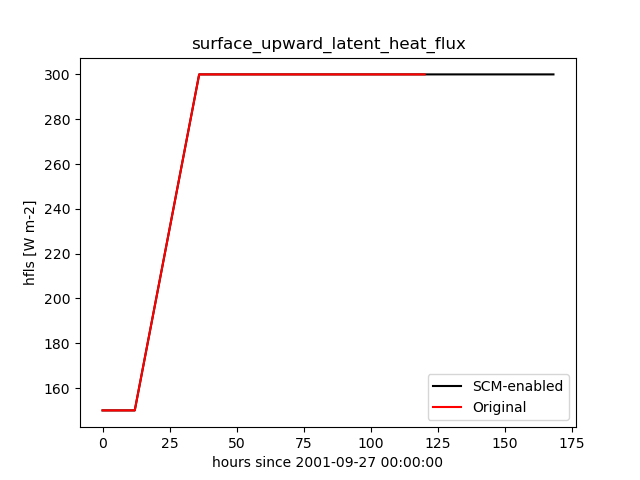 surface_upward_latent_heat_flux
300
280
260
240
220
200
180
160
hfls [W m-2]
0 25 50 75 100 125 150 175
hours since 2001-09-27 00:00:00
SCM-enabled
Original